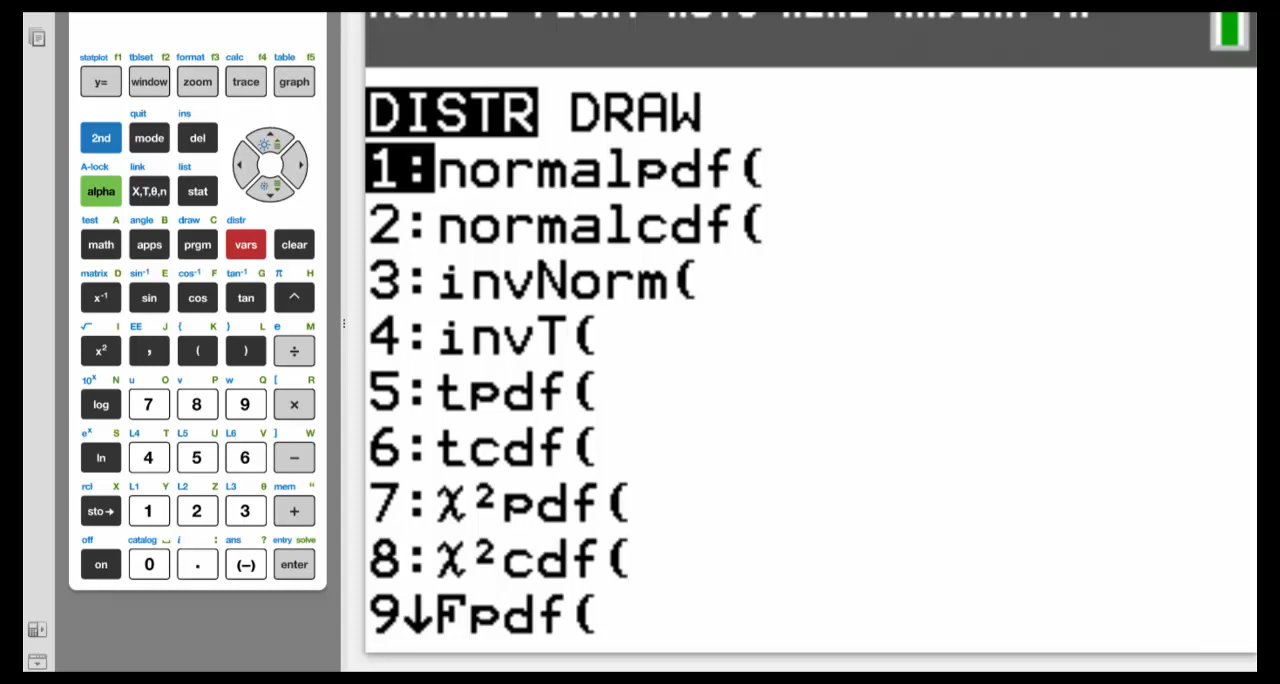 DISTR DRAW
1:normalpdf(
2:normalcdf(
3:invNorm(
4:invT(
5:tpdf(
6:tcdf(
7:χ²pdf(
8:χ²cdf(
9↓Fpdf(
statplot f1 tblset f2 format f3 calc f4 table f5
y= window zoom trace graph
quit ins
2nd mode del
A-lock link list
alpha X,T,θ,n stat
test A angle B draw C distr
math apps prgm vars clear
matrix D sin⁻¹ E cos⁻¹ F tan⁻¹ G π H
x⁻¹ sin cos tan ^
√‾ I EE J { K } L e M
x² , ( ) ÷
10ˣ N u O v P w Q [ R
log 7 8 9 ×
eˣ S L4 T L5 U L6 V ] W
ln 4 5 6 −
rcl X L1 Y L2 Z L3 θ mem "
sto→ 1 2 3 +
off catalog ⎵ i : ans ? entry solve
on 0 . (−) enter